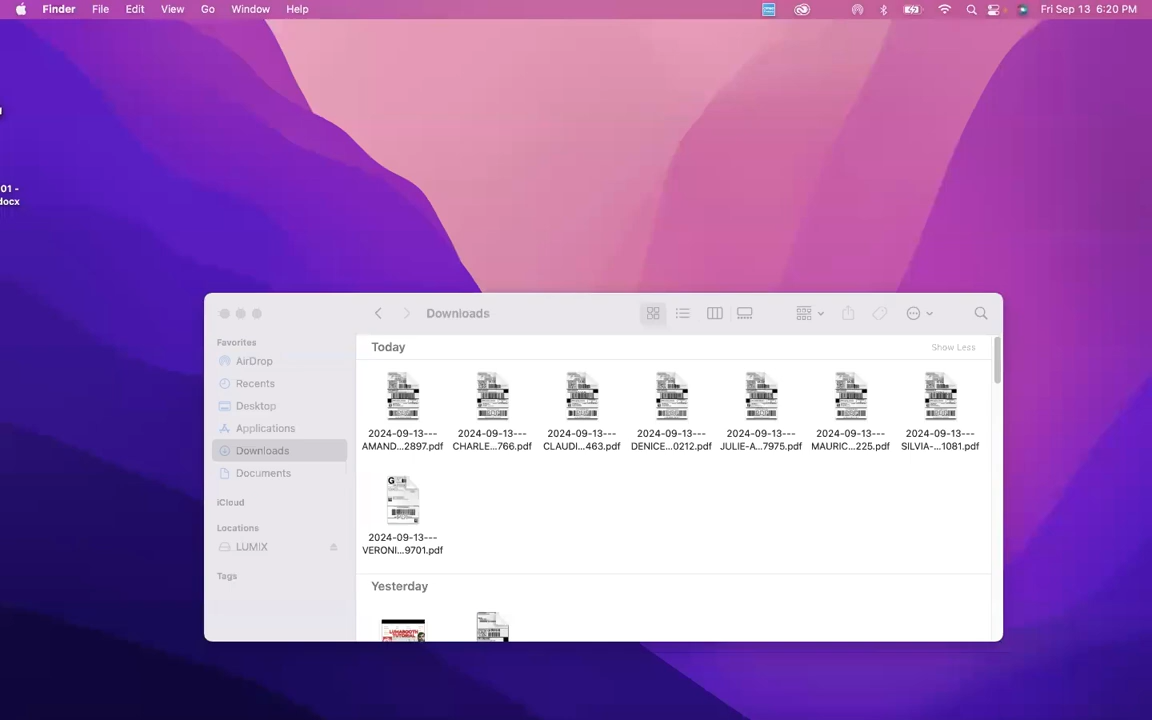 Finder File Edit View Go Window Help Fri Sep 13 6:20 PM
01 -
docx
Downloads
Favorites
AirDrop
Recents
Desktop
Applications
Downloads
Documents
iCloud
Locations
LUMIX
Tags
Today Show Less
2024-09-13---
AMAND...2897.pdf
2024-09-13---
CHARLE...766.pdf
2024-09-13---
CLAUDI...463.pdf
2024-09-13---
DENICE...0212.pdf
2024-09-13---
JULIE-A...7975.pdf
2024-09-13---
MAURIC...225.pdf
2024-09-13---
SILVIA-...1081.pdf
2024-09-13---
VERONI...9701.pdf
Yesterday
LUMABOOTH
TUTORIAL